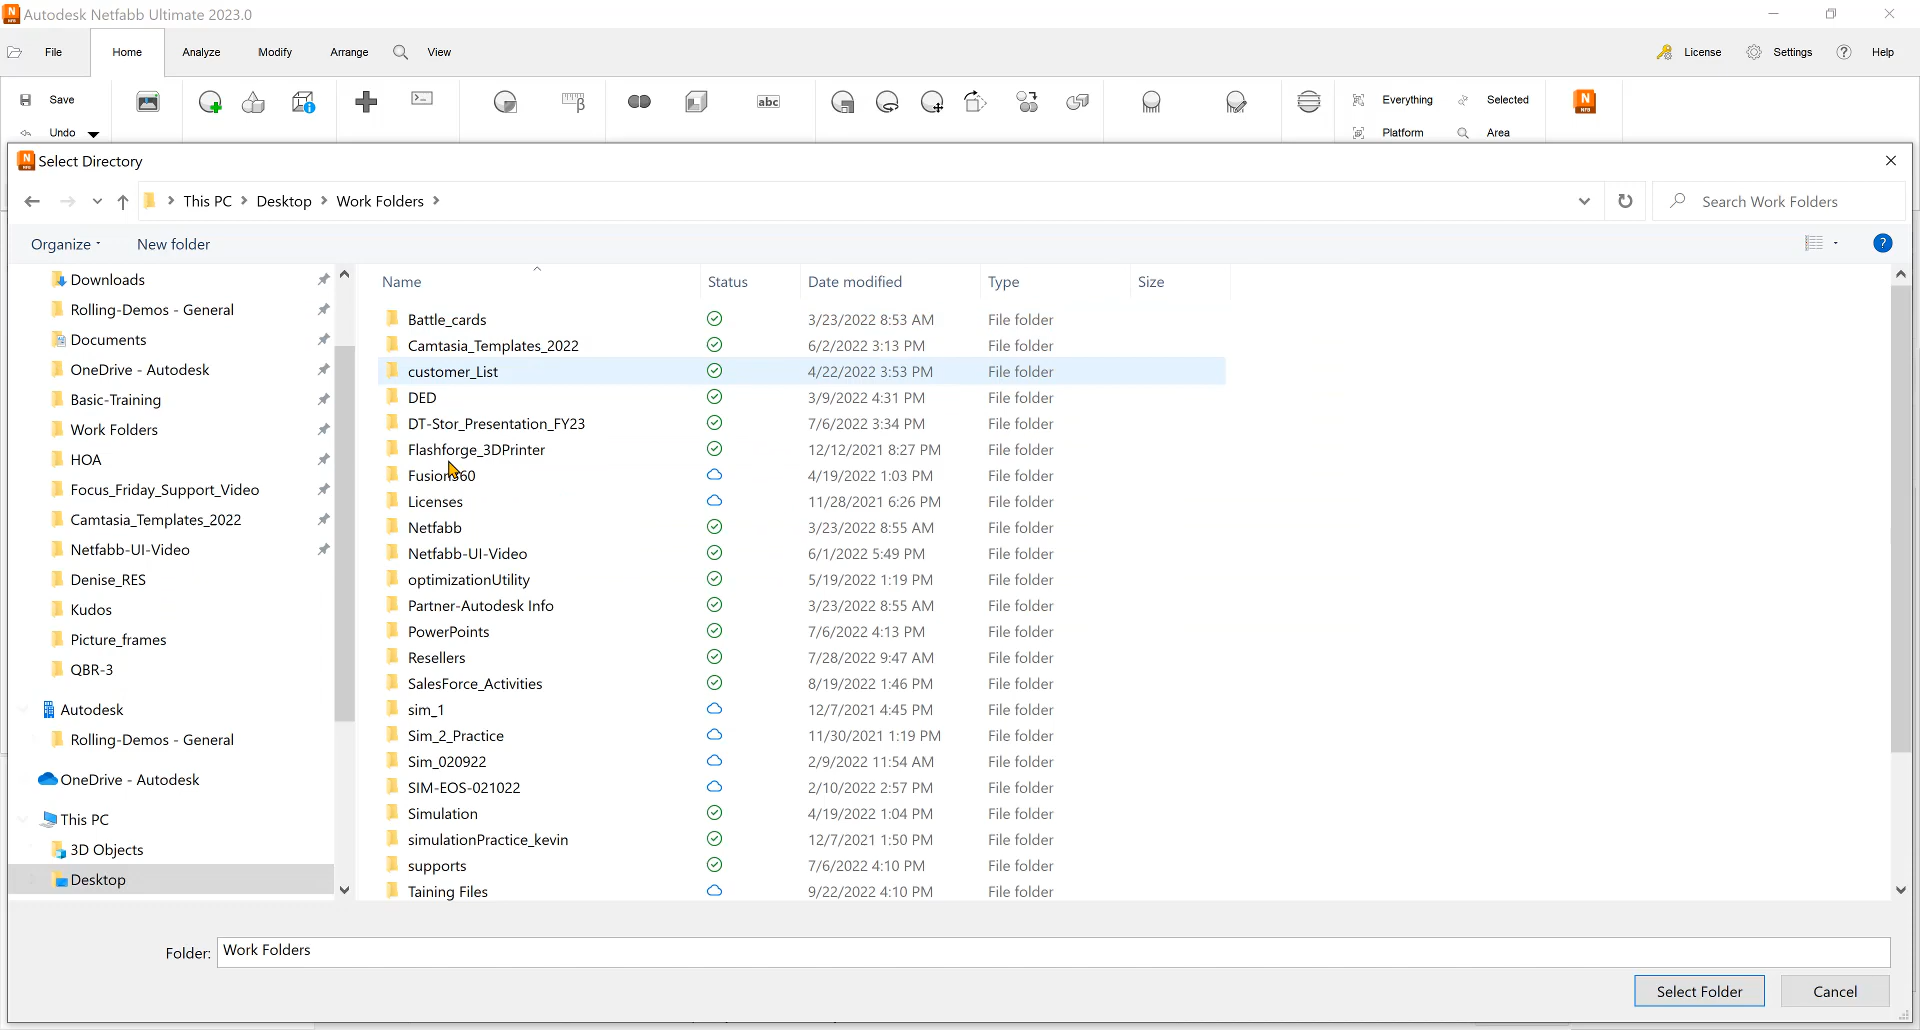 Autodesk Netfabb Ultimate 2023.0
File Home Analyze Modify Arrange View License Settings Help
Save abc Everything Selected
Undo Platform Area
Select Directory
This PC > Desktop > Work Folders > Search Work Folders
Organize New folder
Name Status Date modified Type Size
Downloads
Rolling-Demos - General
Documents
OneDrive - Autodesk
Basic-Training
Work Folders
HOA
Focus_Friday_Support_Video
Camtasia_Templates_2022
Netfabb-UI-Video
Denise_RES
Kudos
Picture_frames
QBR-3
Autodesk
Rolling-Demos - General
OneDrive - Autodesk
This PC
3D Objects
Desktop
Battle_cards 3/23/2022 8:53 AM File folder
Camtasia_Templates_2022 6/2/2022 3:13 PM File folder
customer_List 4/22/2022 3:53 PM File folder
DED 3/9/2022 4:31 PM File folder
DT-Stor_Presentation_FY23 7/6/2022 3:34 PM File folder
Flashforge_3DPrinter 12/12/2021 8:27 PM File folder
Fusion360 4/19/2022 1:03 PM File folder
Licenses 11/28/2021 6:26 PM File folder
Netfabb 3/23/2022 8:55 AM File folder
Netfabb-UI-Video 6/1/2022 5:49 PM File folder
optimizationUtility 5/19/2022 1:19 PM File folder
Partner-Autodesk Info 3/23/2022 8:55 AM File folder
PowerPoints 7/6/2022 4:13 PM File folder
Resellers 7/28/2022 9:47 AM File folder
SalesForce_Activities 8/19/2022 1:46 PM File folder
sim_1 12/7/2021 4:45 PM File folder
Sim_2_Practice 11/30/2021 1:19 PM File folder
Sim_020922 2/9/2022 11:54 AM File folder
SIM-EOS-021022 2/10/2022 2:57 PM File folder
Simulation 4/19/2022 1:04 PM File folder
simulationPractice_kevin 12/7/2021 1:50 PM File folder
supports 7/6/2022 4:10 PM File folder
Taining Files 9/22/2022 4:10 PM File folder
Folder: Work Folders
Select Folder Cancel